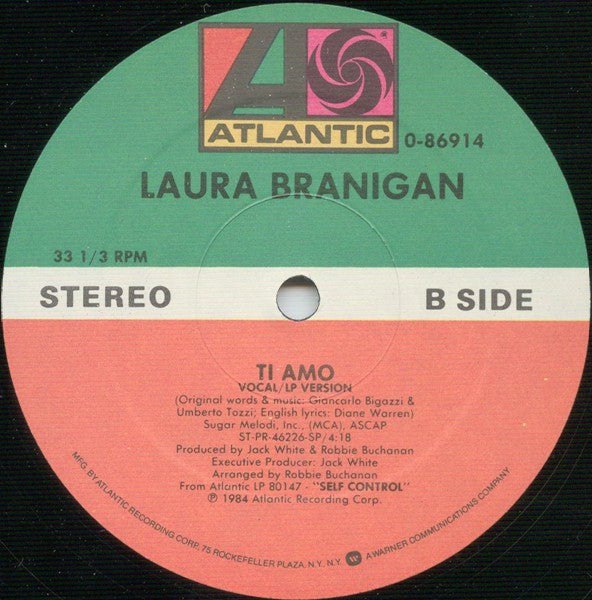 ATLANTIC
0-86914
LAURA BRANIGAN
33 1/3 RPM
STEREO
B SIDE
TI AMO
VOCAL/LP VERSION
(Original words & music: Giancarlo Bigazzi &
Umberto Tozzi; English lyrics: Diane Warren)
Sugar Melodi, Inc., (MCA), ASCAP
ST-PR-46226-SP/4:18
Produced by Jack White & Robbie Buchanan
Executive Producer: Jack White
Arranged by Robbie Buchanan
From Atlantic LP 80147 - "SELF CONTROL"
℗ 1984 Atlantic Recording Corp.
MFG. BY ATLANTIC RECORDING CORP., 75 ROCKEFELLER PLAZA, N.Y., N.Y. A WARNER COMMUNICATIONS COMPANY